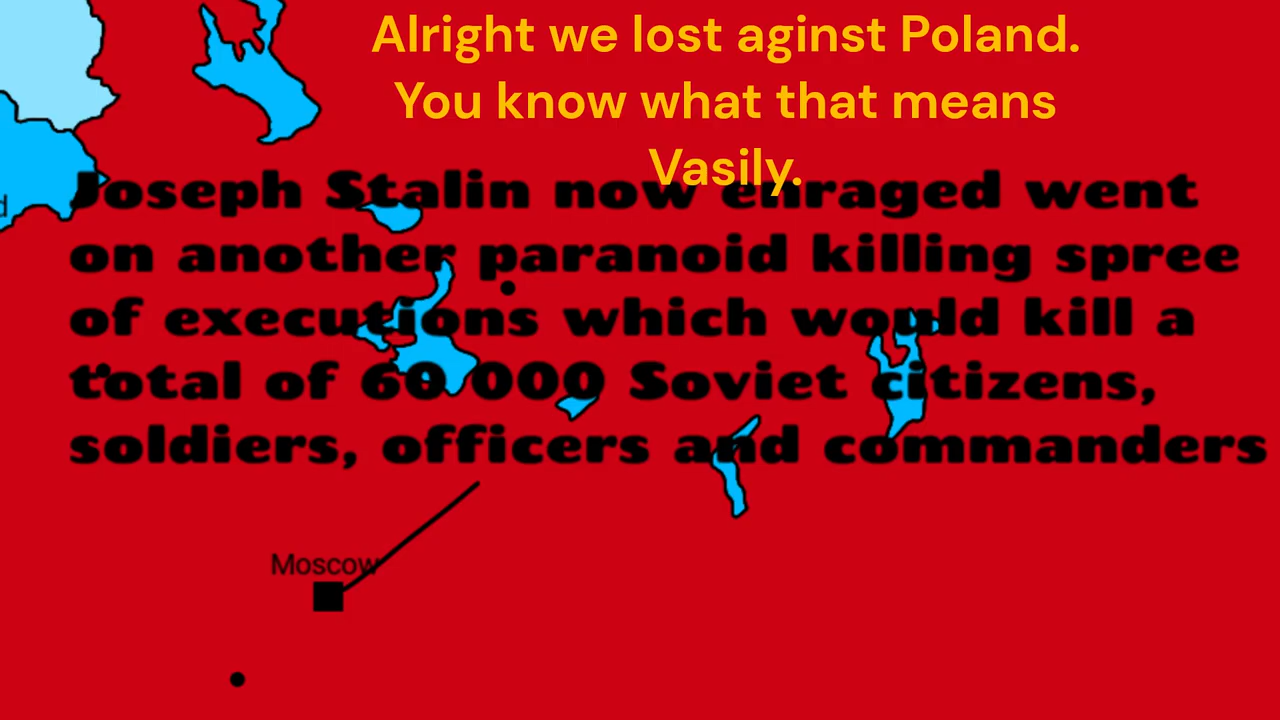 Alright we lost aginst Poland.
You know what that means
Vasily.
Joseph Stalin now enraged went
on another paranoid killing spree
of executions which would kill a
total of 60 000 Soviet citizens,
soldiers, officers and commanders
d
Moscow